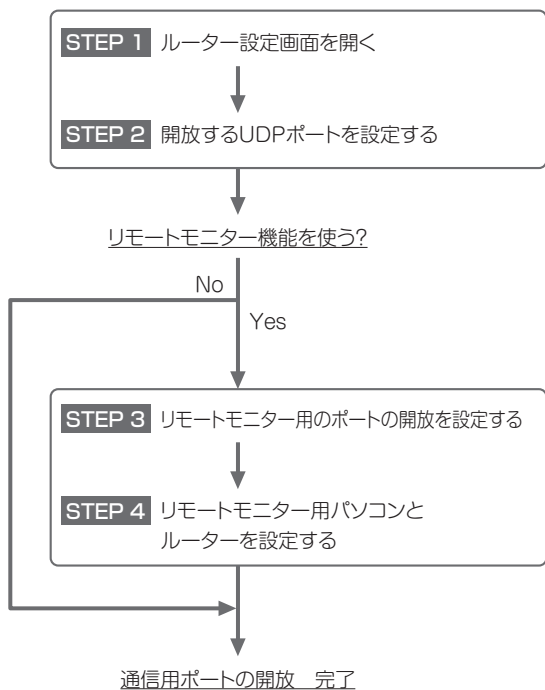 STEP 1 ルーター設定画面を開く
STEP 2 開放するUDPポートを設定する
リモートモニター機能を使う?
No
Yes
STEP 3 リモートモニター用のポートの開放を設定する
STEP 4 リモートモニター用パソコンと
ルーターを設定する
通信用ポートの開放　完了